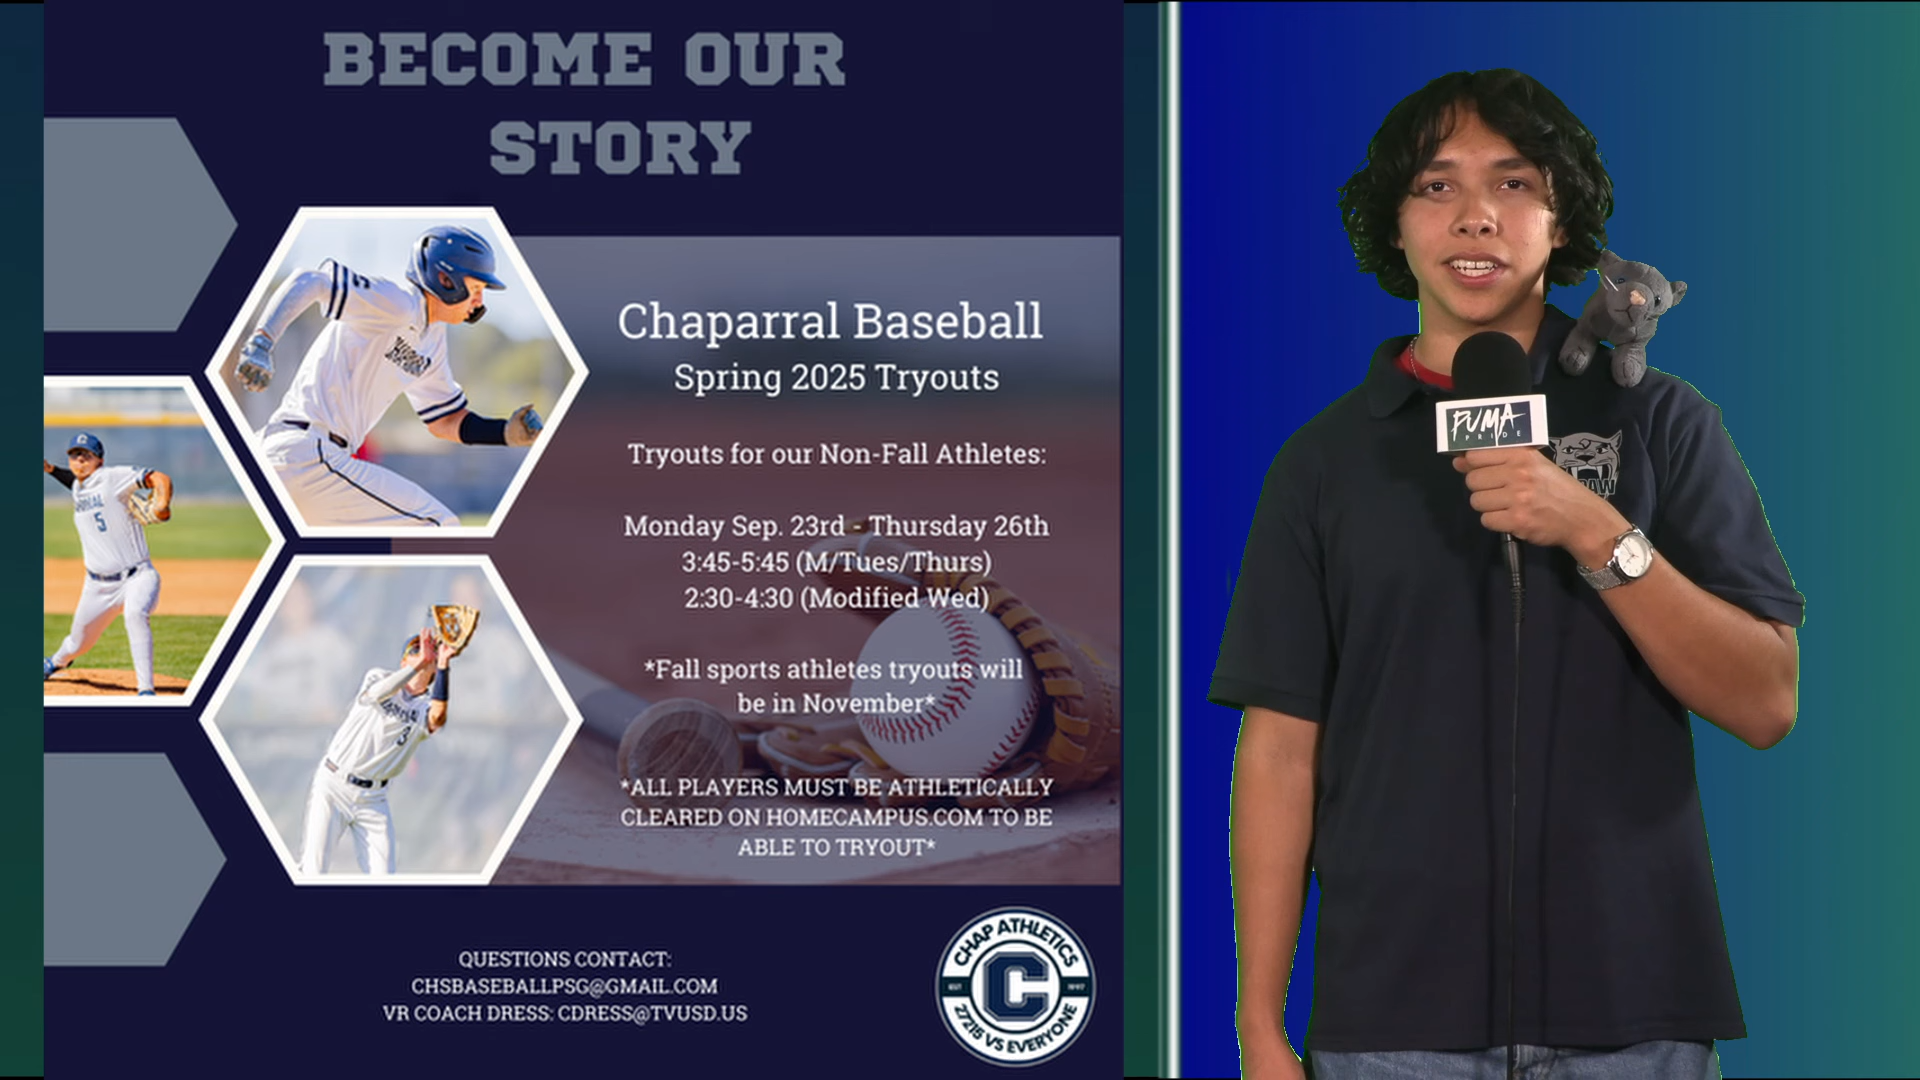 BECOME OUR
STORY
Chaparral Baseball
Spring 2025 Tryouts
Tryouts for our Non-Fall Athletes:
Monday Sep. 23rd - Thursday 26th
3:45-5:45 (M/Tues/Thurs)
2:30-4:30 (Modified Wed)
*Fall sports athletes tryouts will
be in November*
*ALL PLAYERS MUST BE ATHLETICALLY
CLEARED ON HOMECAMPUS.COM TO BE
ABLE TO TRYOUT*
QUESTIONS CONTACT:
CHSBASEBALLPSG@GMAIL.COM
VR COACH DRESS: CDRESS@TVUSD.US
CHAP ATHLETICS
C
27215 VS EVERYONE
5
3
PUMA
PRIDE